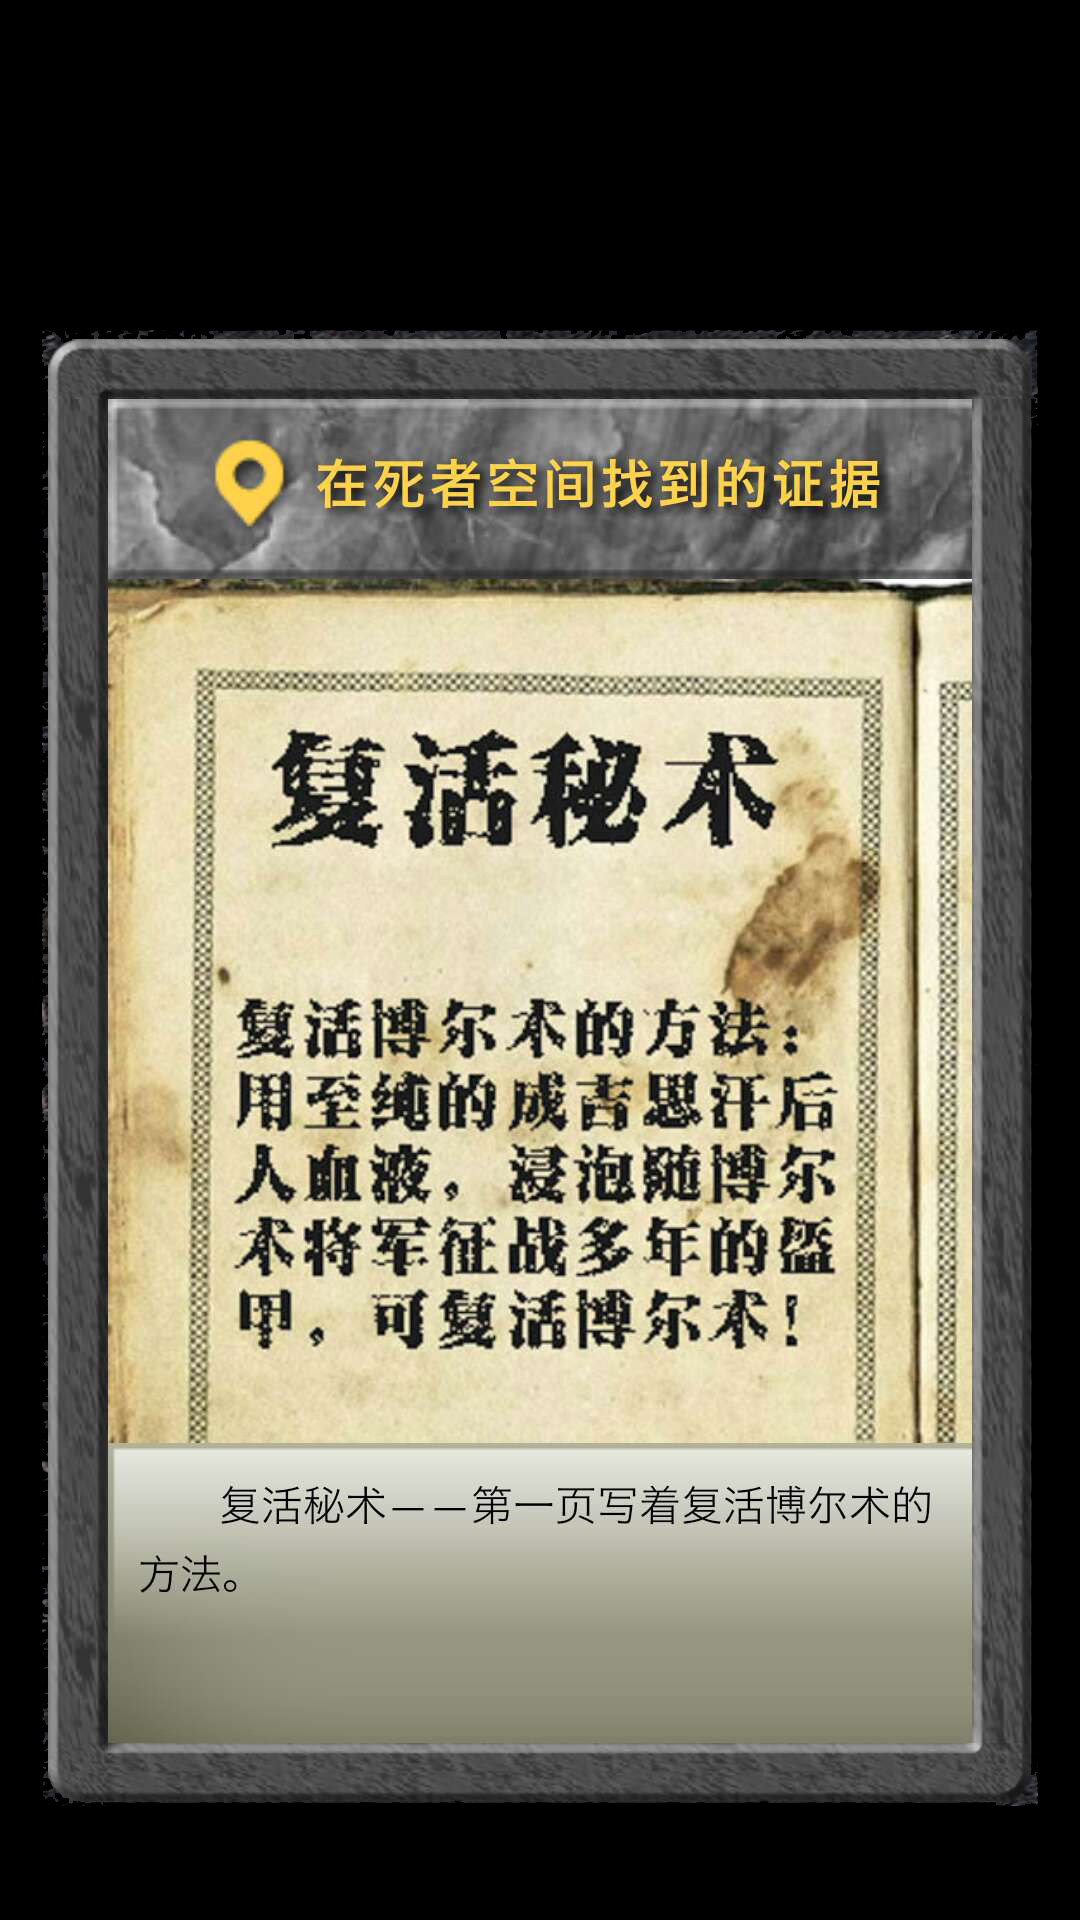 在死者空间找到的证据
复活秘术
复活博尔术的方法：
用至纯的成吉思汗后
人血液，浸泡随博尔
术将军征战多年的盔
甲，可复活博尔术！
复活秘术——第一页写着复活博尔术的
方法。